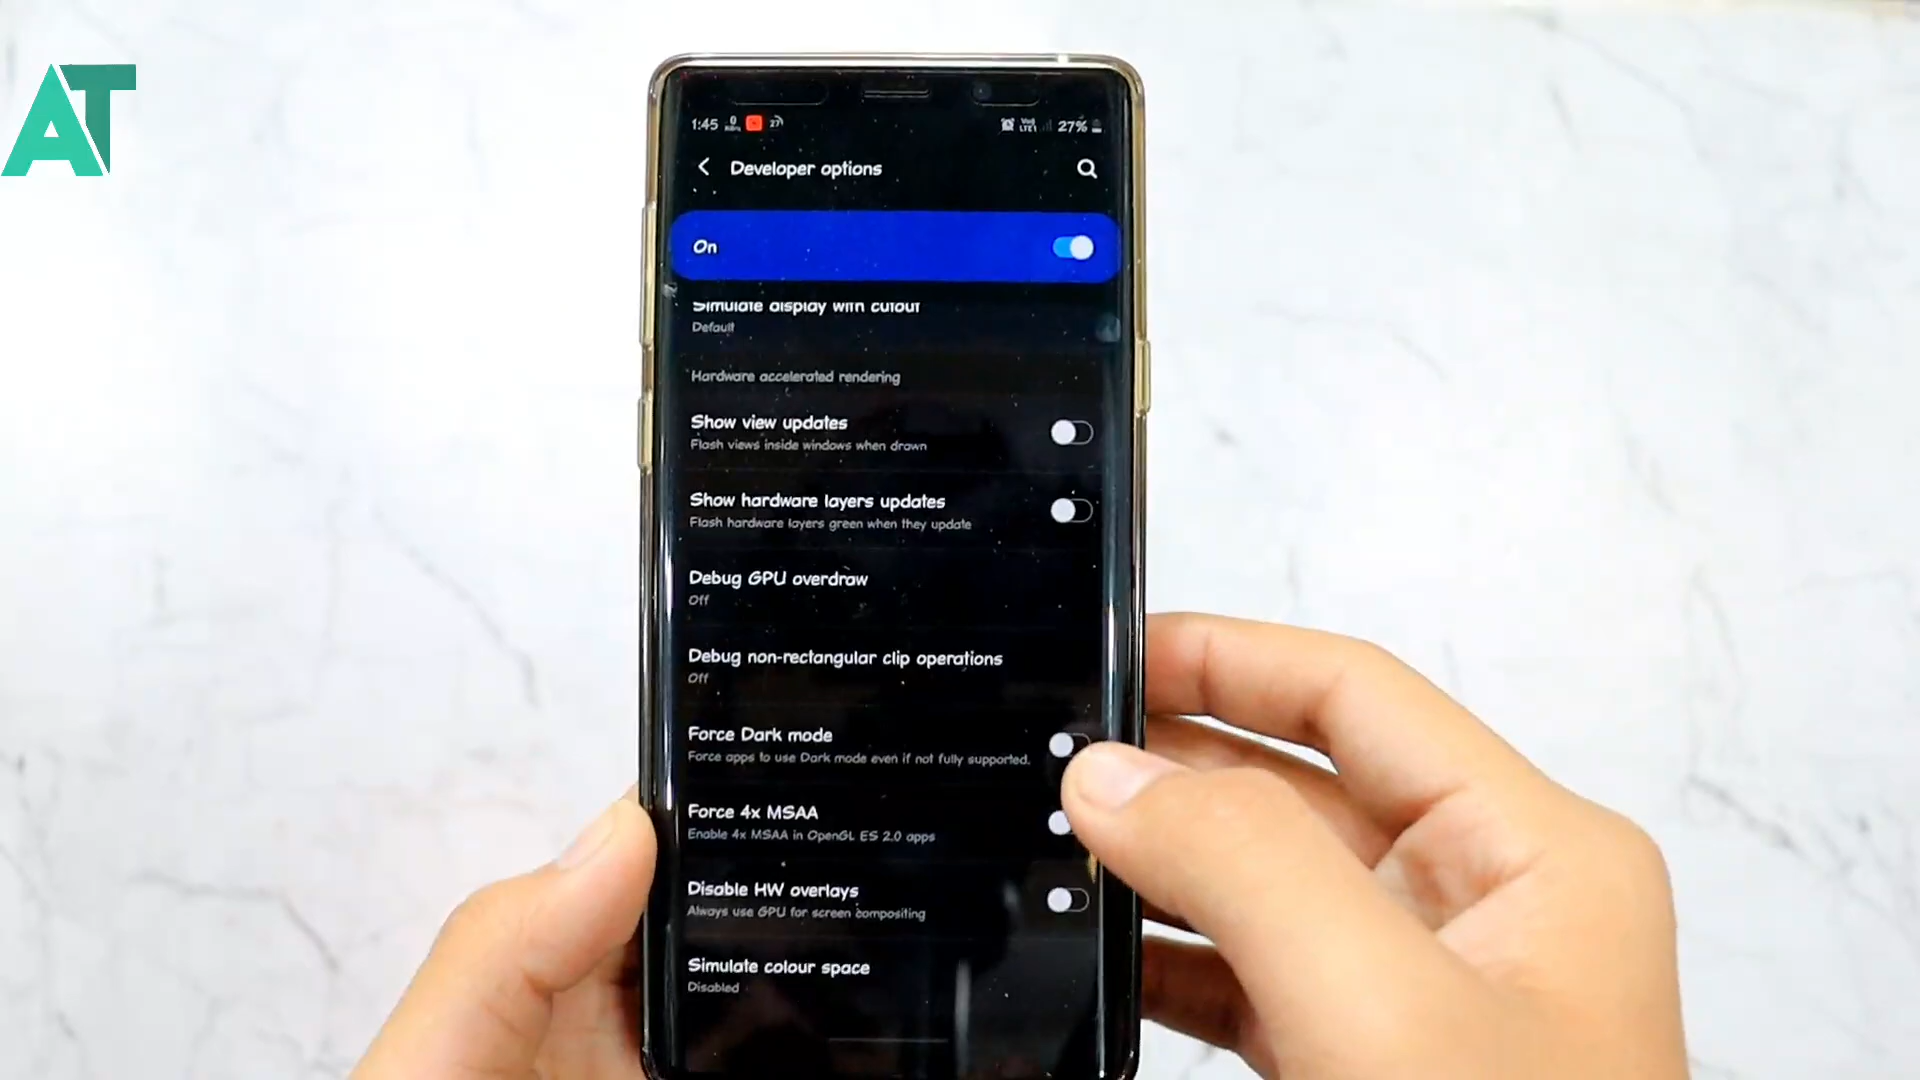 AT
1:45 0 KB/s 27 VoLTE1 27%
Developer options
On
Simulate display with cutout
Default
Hardware accelerated rendering
Show view updates
Flash views inside windows when drawn
Show hardware layers updates
Flash hardware layers green when they update
Debug GPU overdraw
Off
Debug non-rectangular clip operations
Off
Force Dark mode
Force apps to use Dark mode even if not fully supported.
Force 4x MSAA
Enable 4x MSAA in OpenGL ES 2.0 apps
Disable HW overlays
Always use GPU for screen compositing
Simulate colour space
Disabled